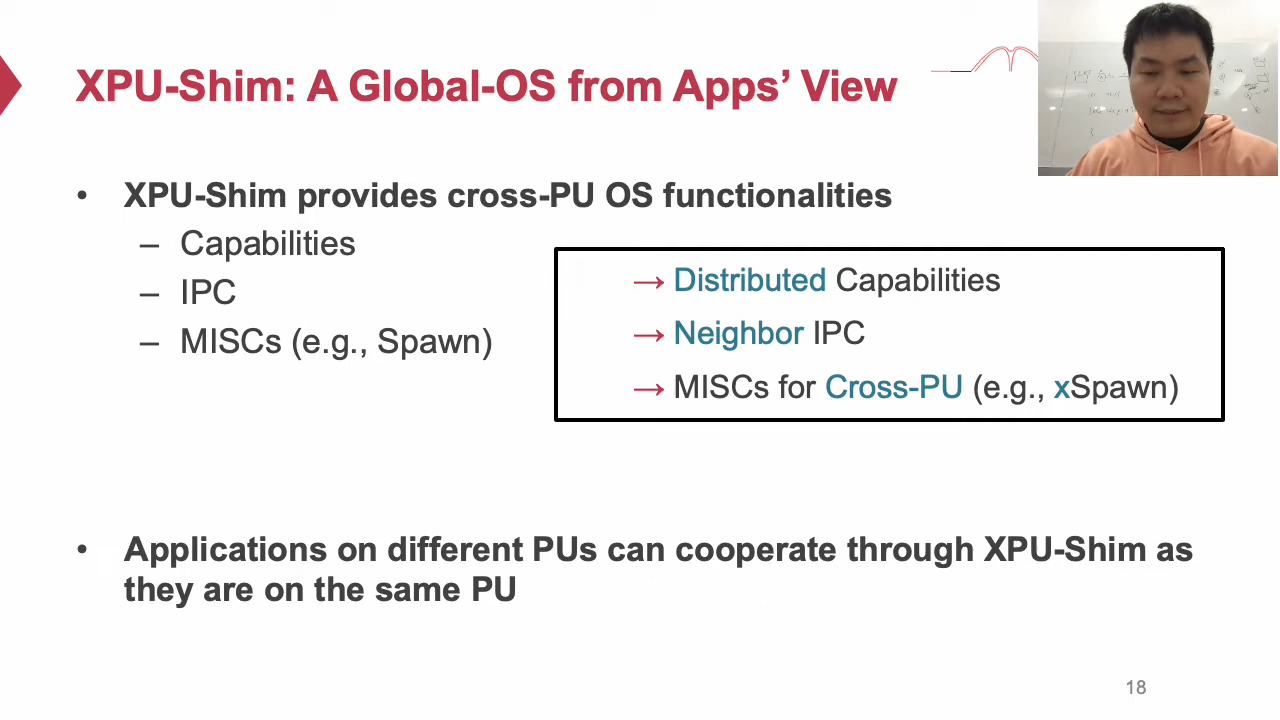 XPU-Shim: A Global-OS from Apps’ View
• XPU-Shim provides cross-PU OS functionalities
– Capabilities
– IPC
– MISCs (e.g., Spawn)
→ Distributed Capabilities
→ Neighbor IPC
→ MISCs for Cross-PU (e.g., xSpawn)
• Applications on different PUs can cooperate through XPU-Shim as
they are on the same PU
18